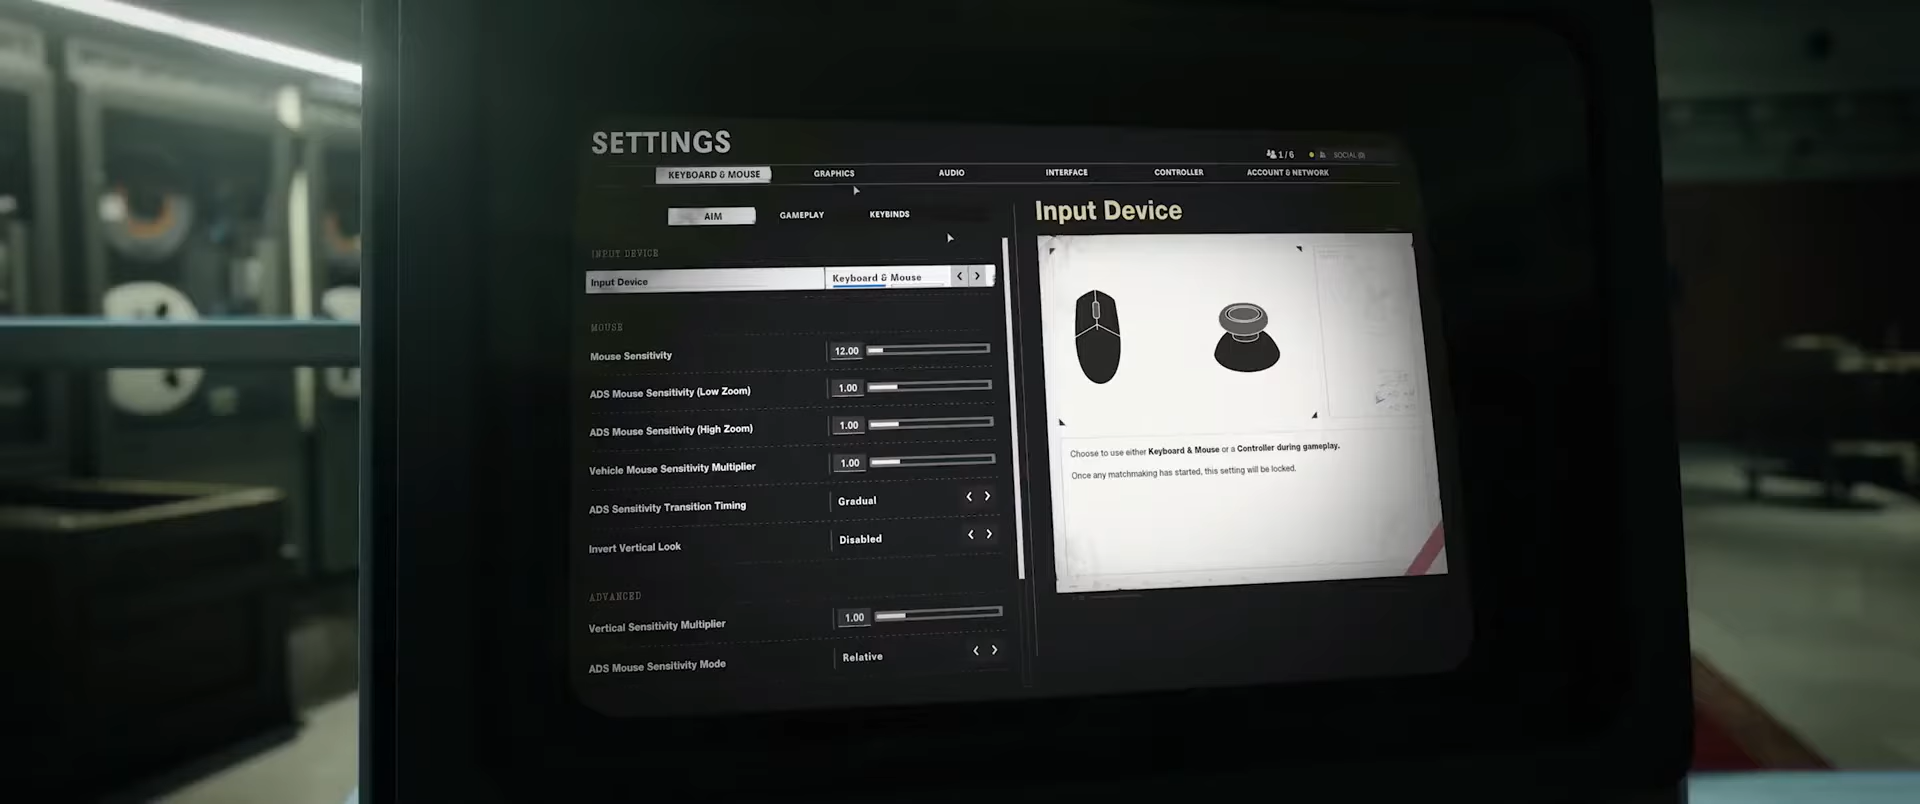 SETTINGS
1/6 SOCIAL (0)
KEYBOARD & MOUSE GRAPHICS AUDIO INTERFACE CONTROLLER ACCOUNT & NETWORK
AIM GAMEPLAY KEYBINDS
INPUT DEVICE
Input Device Keyboard & Mouse
MOUSE
Mouse Sensitivity 12.00
ADS Mouse Sensitivity (Low Zoom) 1.00
ADS Mouse Sensitivity (High Zoom) 1.00
Vehicle Mouse Sensitivity Multiplier 1.00
ADS Sensitivity Transition Timing Gradual
Invert Vertical Look Disabled
ADVANCED
Vertical Sensitivity Multiplier 1.00
ADS Mouse Sensitivity Mode Relative
Input Device
Choose to use either Keyboard & Mouse or a Controller during gameplay.
Once any matchmaking has started, this setting will be locked.